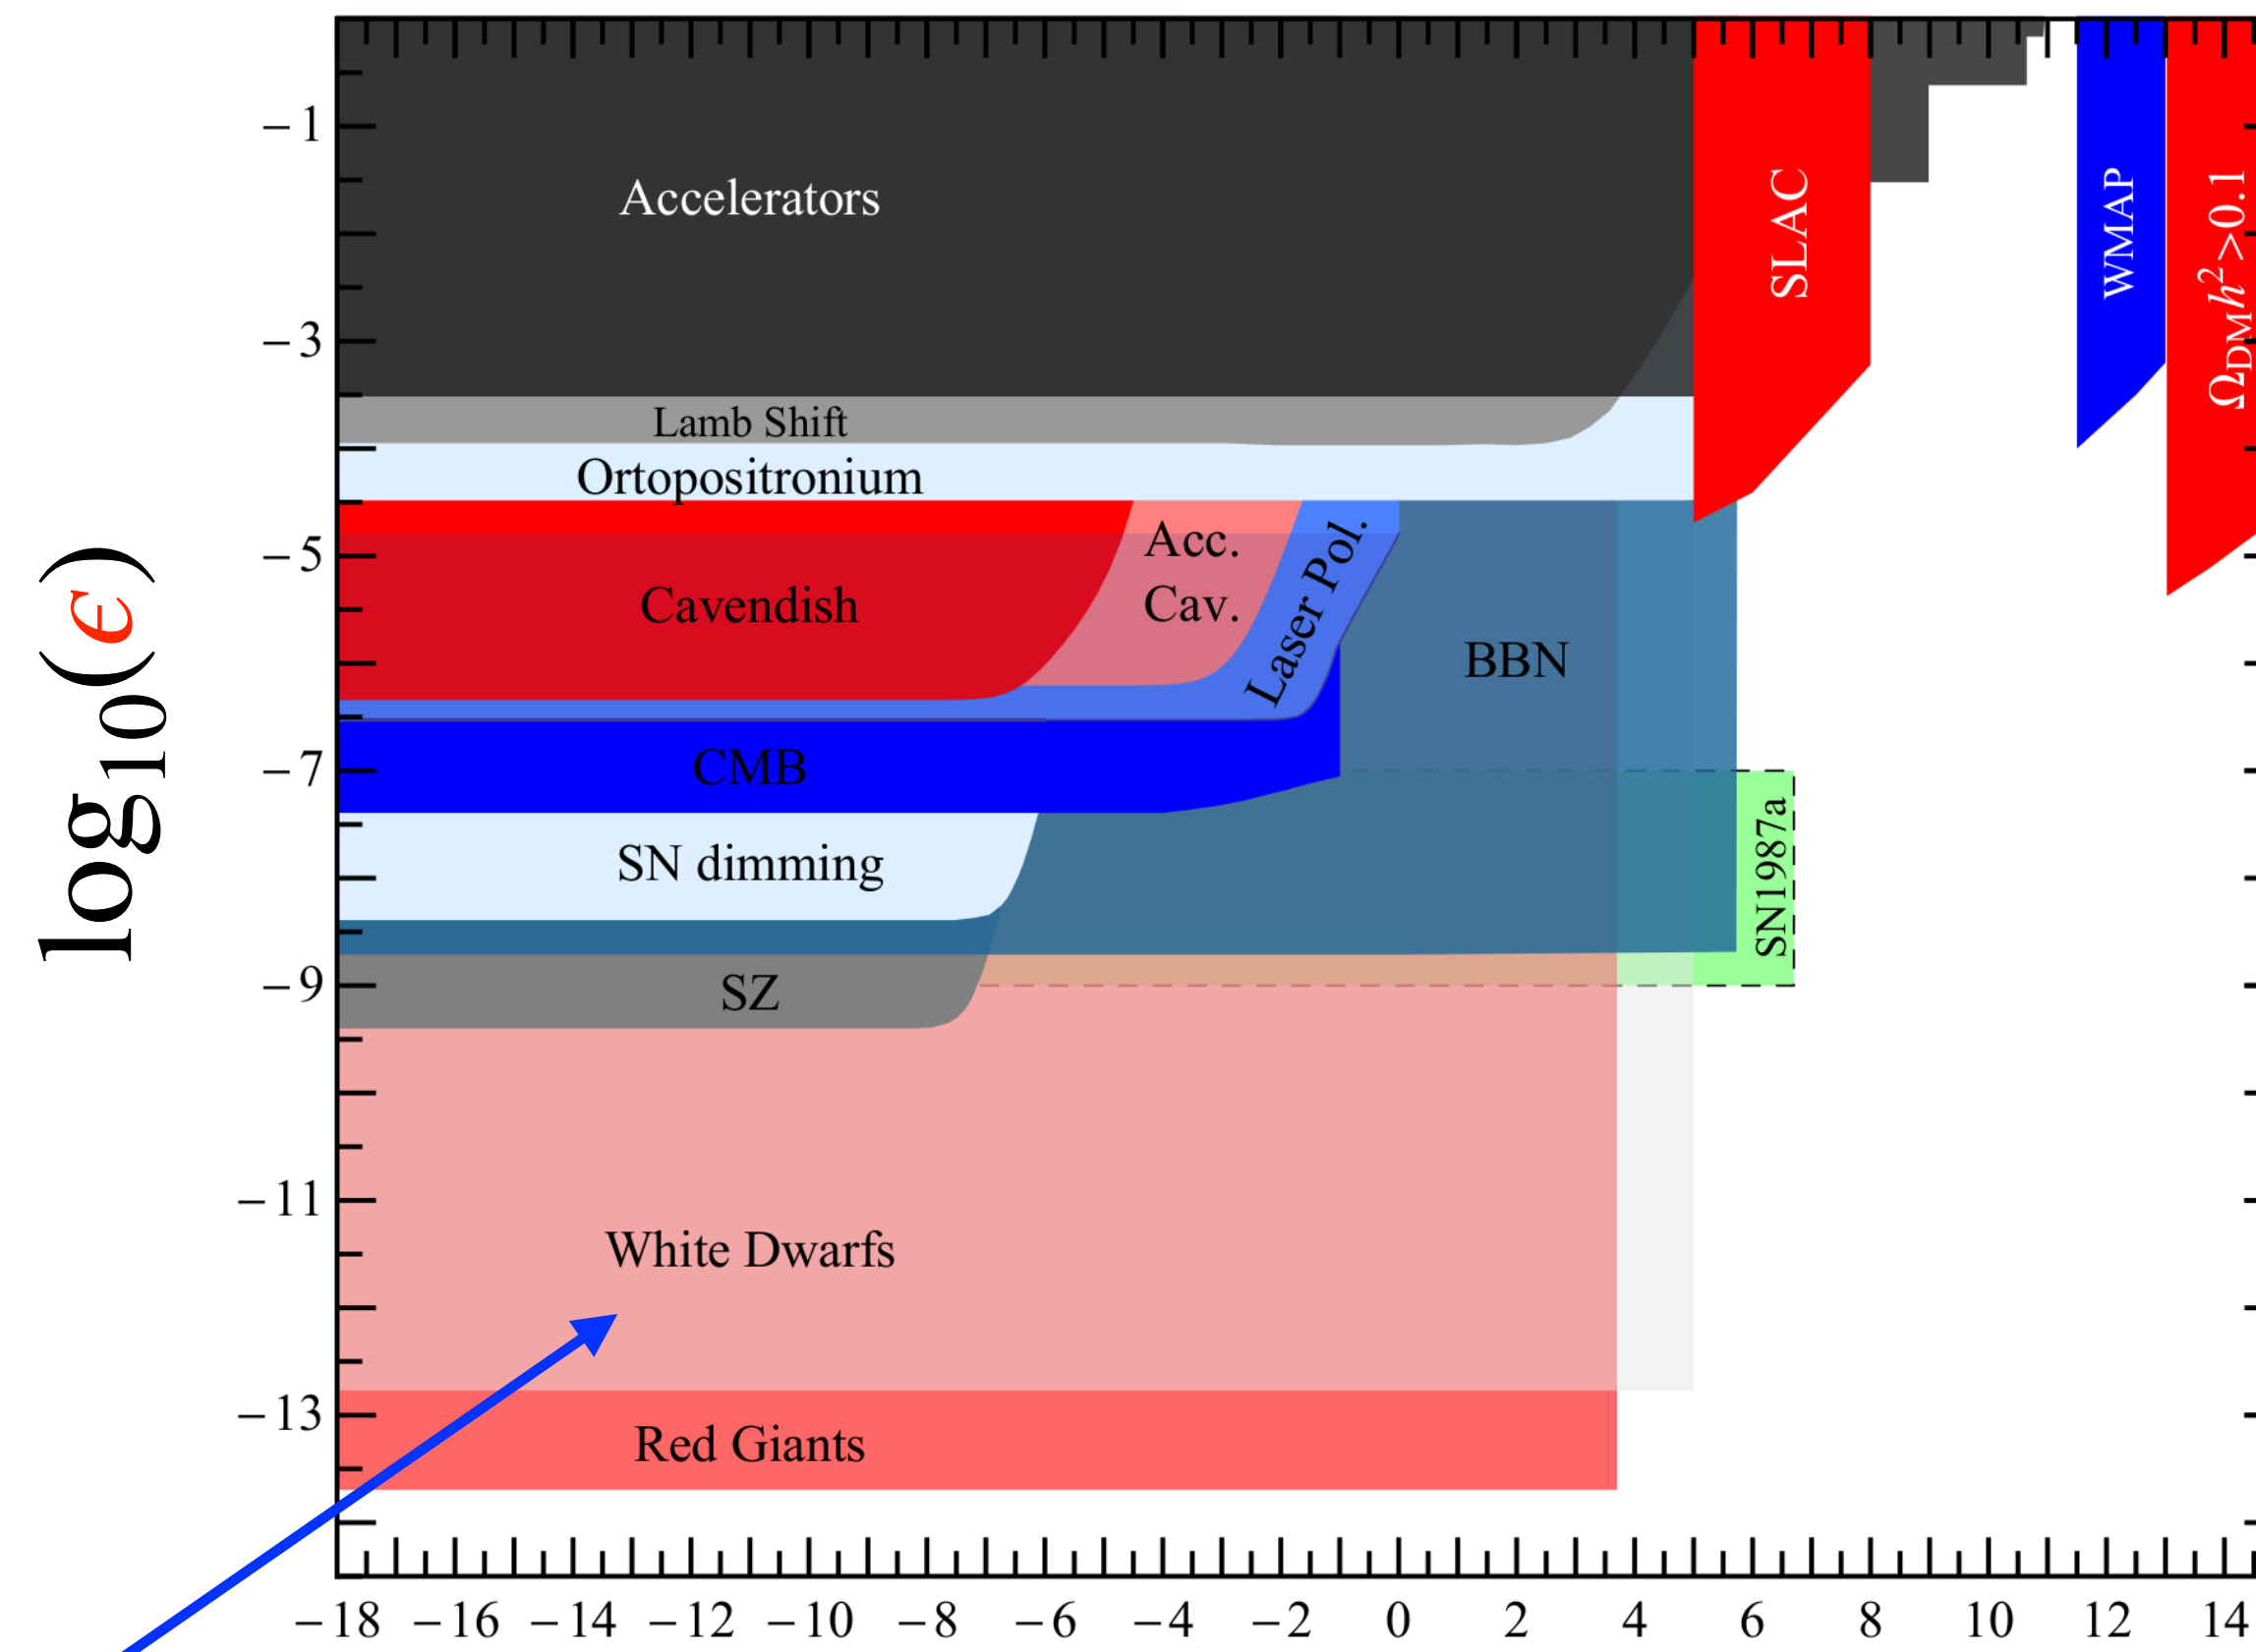 log10(ϵ)
−1
−3
−5
−7
−9
−11
−13
Accelerators
Lamb Shift
Ortopositronium
Cavendish
Acc.
Cav.
Laser Pol.
CMB
BBN
SN dimming
SZ
SN1987a
White Dwarfs
Red Giants
SLAC
WMAP
ΩDMh²>0.1
−18 −16 −14 −12 −10 −8 −6 −4 −2 0 2 4 6 8 10 12 14